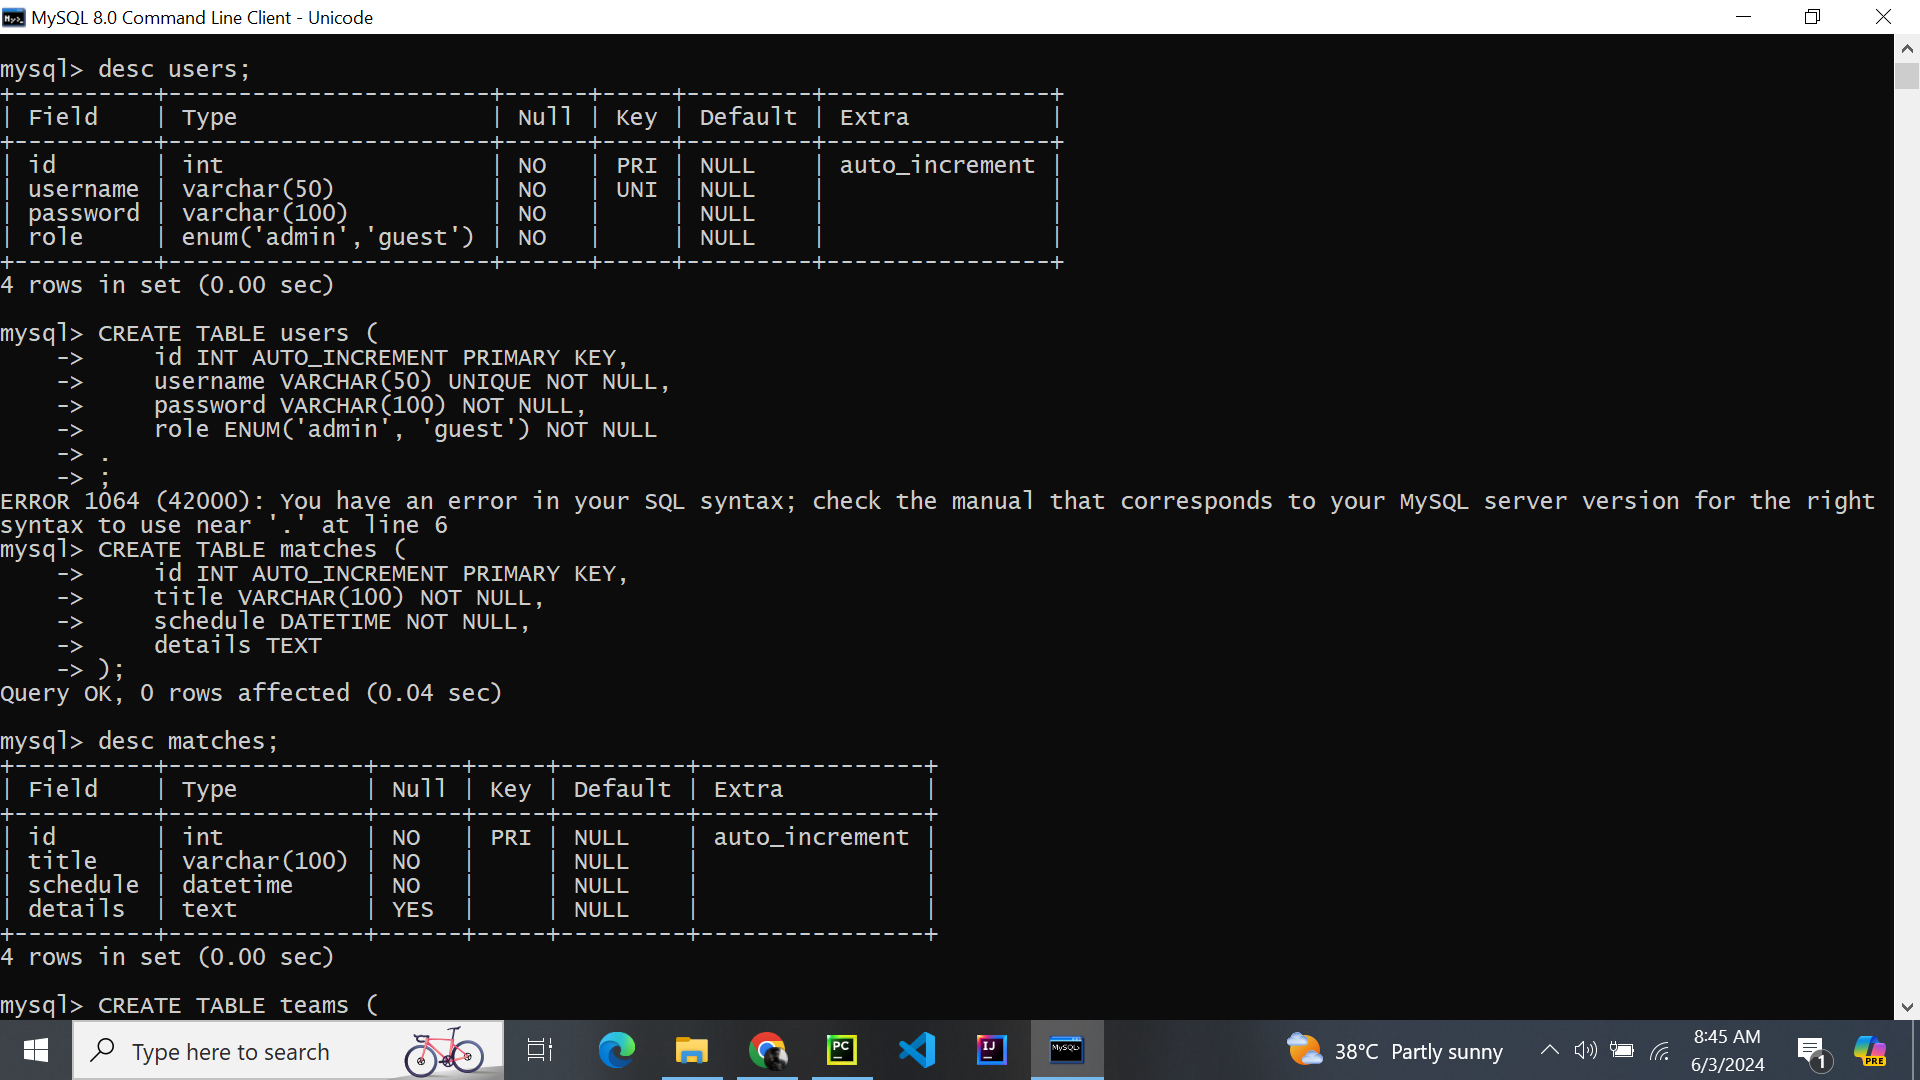 MySQL 8.0 Command Line Client - Unicode
mysql> desc users;
+----------+-----------------------+------+-----+---------+----------------+
| Field    | Type                  | Null | Key | Default | Extra          |
+----------+-----------------------+------+-----+---------+----------------+
| id       | int                   | NO   | PRI | NULL    | auto_increment |
| username | varchar(50)           | NO   | UNI | NULL    |                |
| password | varchar(100)          | NO   |     | NULL    |                |
| role     | enum('admin','guest') | NO   |     | NULL    |                |
+----------+-----------------------+------+-----+---------+----------------+
4 rows in set (0.00 sec)
mysql> CREATE TABLE users (
    ->     id INT AUTO_INCREMENT PRIMARY KEY,
    ->     username VARCHAR(50) UNIQUE NOT NULL,
    ->     password VARCHAR(100) NOT NULL,
    ->     role ENUM('admin', 'guest') NOT NULL
    -> .
    -> ;
ERROR 1064 (42000): You have an error in your SQL syntax; check the manual that corresponds to your MySQL server version for the right
syntax to use near '.' at line 6
mysql> CREATE TABLE matches (
    ->     id INT AUTO_INCREMENT PRIMARY KEY,
    ->     title VARCHAR(100) NOT NULL,
    ->     schedule DATETIME NOT NULL,
    ->     details TEXT
    -> );
Query OK, 0 rows affected (0.04 sec)
mysql> desc matches;
+----------+--------------+------+-----+---------+----------------+
| Field    | Type         | Null | Key | Default | Extra          |
+----------+--------------+------+-----+---------+----------------+
| id       | int          | NO   | PRI | NULL    | auto_increment |
| title    | varchar(100) | NO   |     | NULL    |                |
| schedule | datetime     | NO   |     | NULL    |                |
| details  | text         | YES  |     | NULL    |                |
+----------+--------------+------+-----+---------+----------------+
4 rows in set (0.00 sec)
mysql> CREATE TABLE teams (
Type here to search
PC
IJ
MySQL
38°C Partly sunny
8:45 AM
6/3/2024
1
PRE